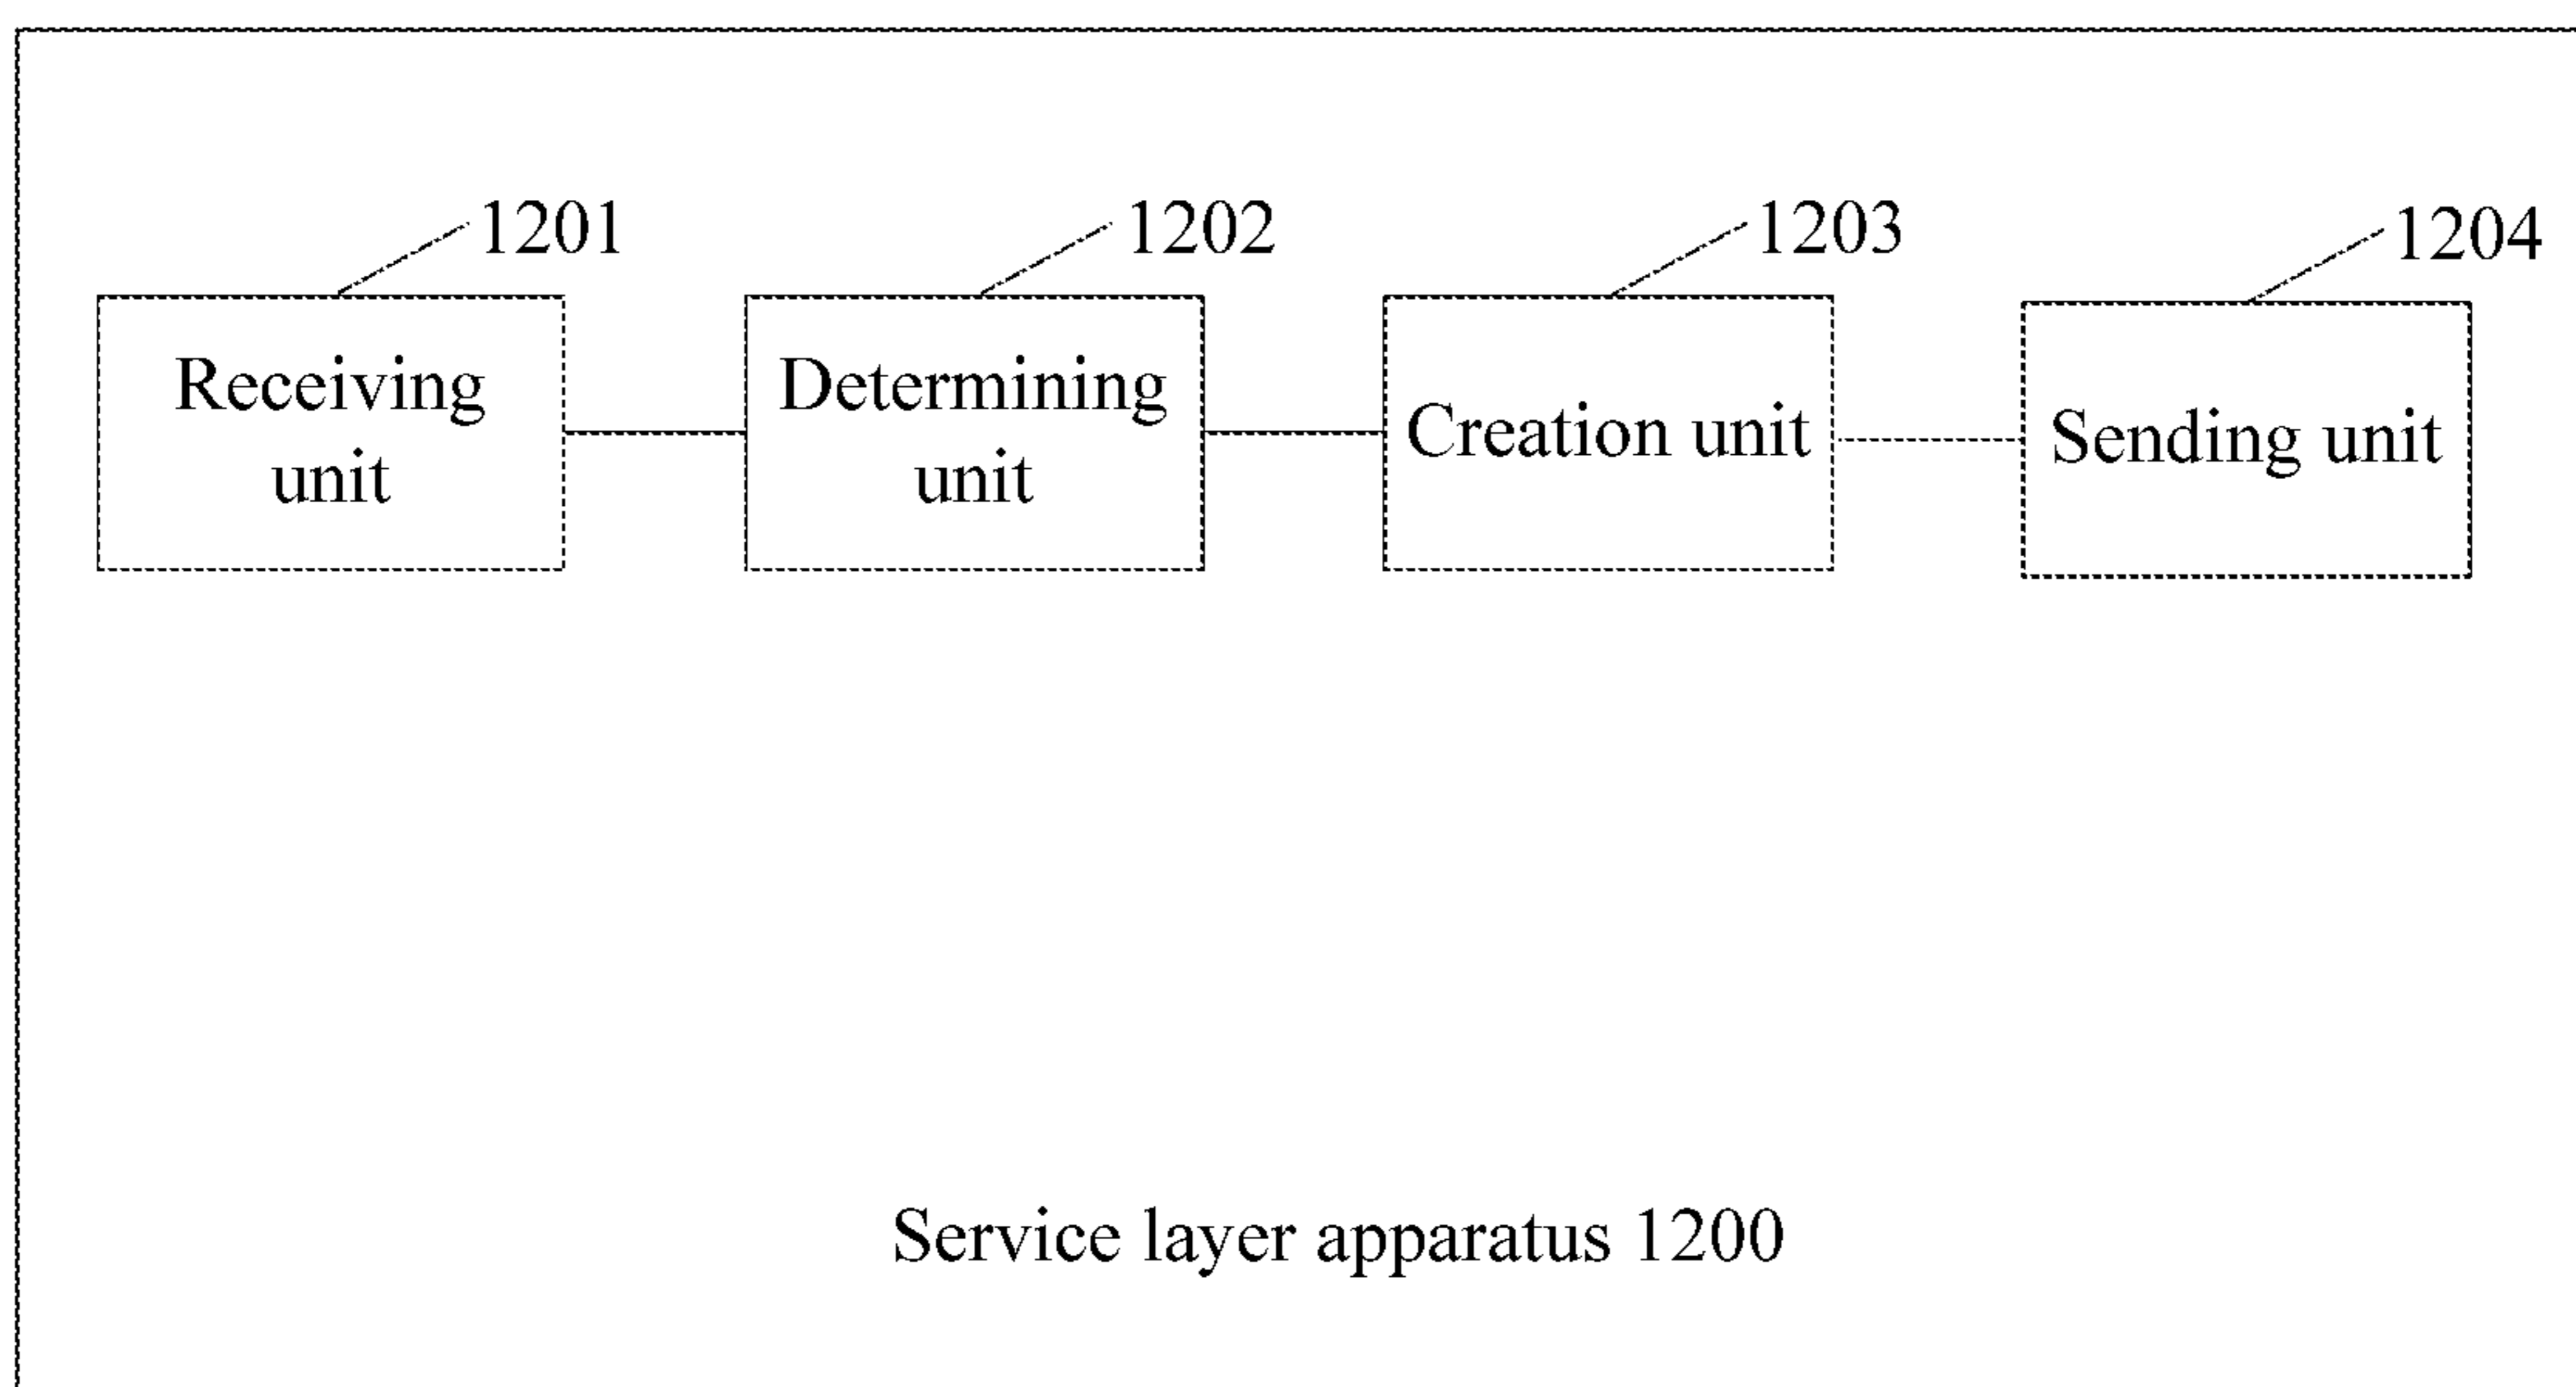 1201
1202
1203
1204
Receiving
unit
Determining
unit
Creation unit
Sending unit
Service layer apparatus 1200